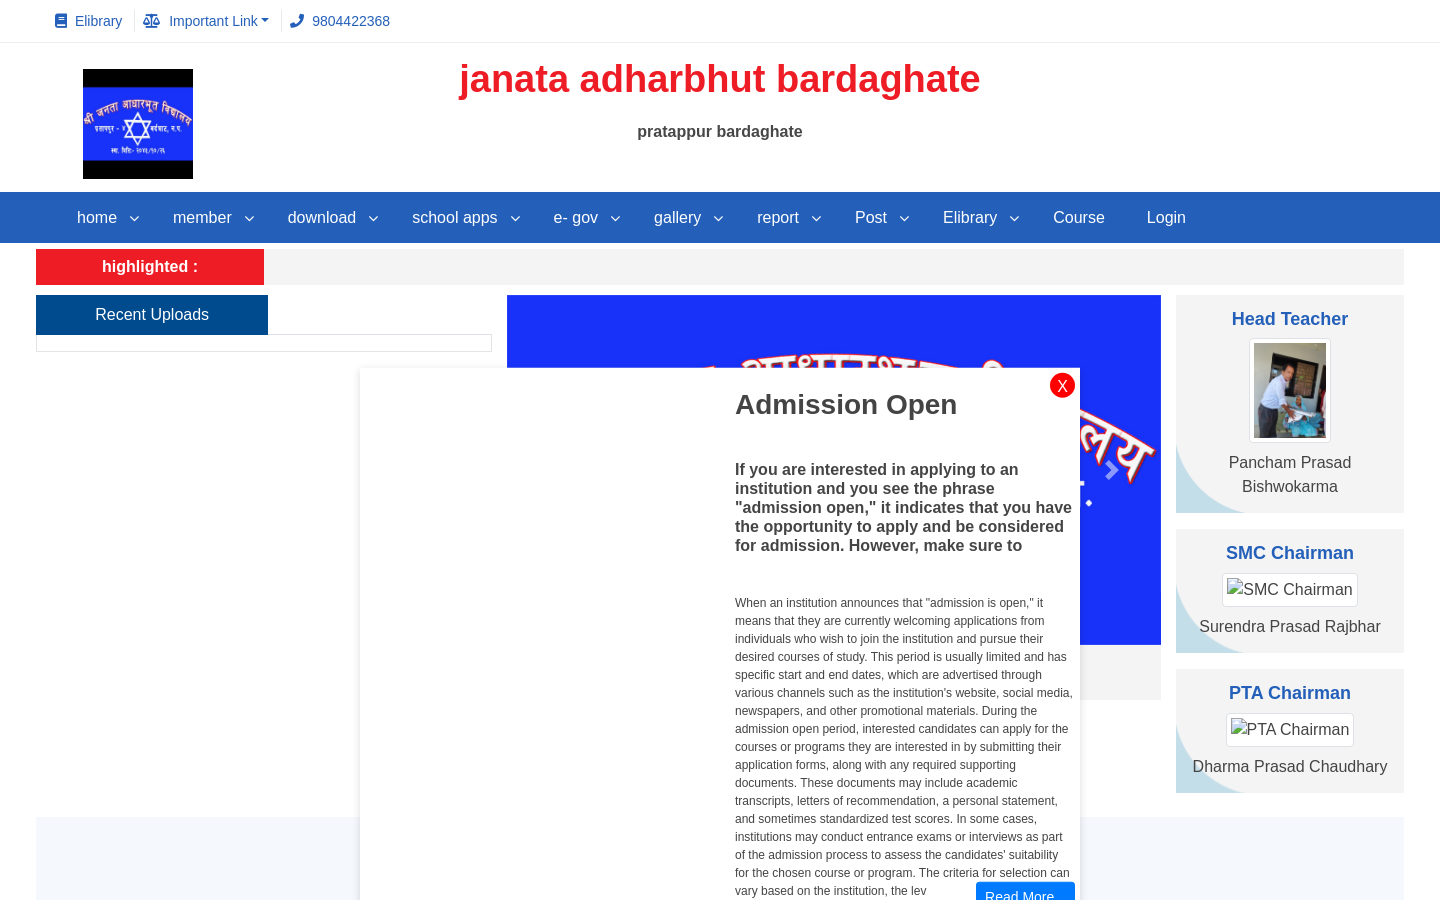 Elibrary
Important Link
9804422368
janata adharbhut bardaghate
pratappur bardaghate
श्री जनता आधारभूत विद्यालय
home
member
download
school apps
e- gov
gallery
report
Post
Elibrary
Course
Login
highlighted :
Recent Uploads
Head Teacher
Pancham Prasad
Bishwokarma
SMC Chairman
SMC Chairman
Surendra Prasad Rajbhar
PTA Chairman
PTA Chairman
Dharma Prasad Chaudhary
X
Admission Open
If you are interested in applying to an
institution and you see the phrase
"admission open," it indicates that you have
the opportunity to apply and be considered
for admission. However, make sure to
When an institution announces that "admission is open," it
means that they are currently welcoming applications from
individuals who wish to join the institution and pursue their
desired courses of study. This period is usually limited and has
specific start and end dates, which are advertised through
various channels such as the institution's website, social media,
newspapers, and other promotional materials. During the
admission open period, interested candidates can apply for the
courses or programs they are interested in by submitting their
application forms, along with any required supporting
documents. These documents may include academic
transcripts, letters of recommendation, a personal statement,
and sometimes standardized test scores. In some cases,
institutions may conduct entrance exams or interviews as part
of the admission process to assess the candidates' suitability
for the chosen course or program. The criteria for selection can
vary based on the institution, the lev
Read More